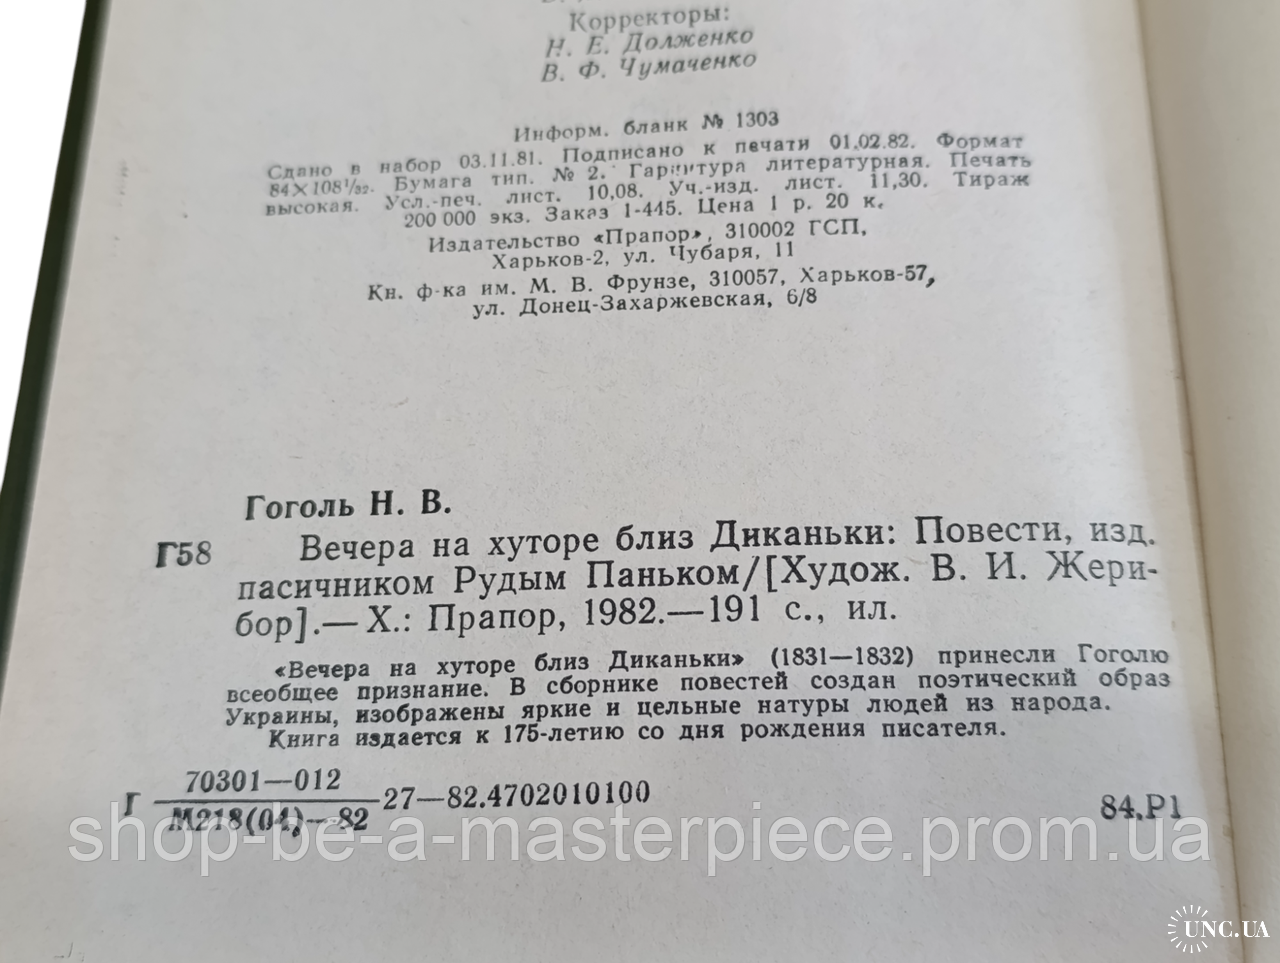 Корректоры:
Н. Е. Долженко
В. Ф. Чумаченко
Информ. бланк № 1303
Сдано в набор 03.11.81. Подписано к печати 01.02.82. Формат
84×108 1/32. Бумага тип. № 2. Гарнитура литературная. Печать
высокая. Усл.-печ. лист. 10,08. Уч.-изд. лист. 11,30. Тираж
200 000 экз. Заказ 1-445. Цена 1 р. 20 к.
Издательство «Прапор», 310002 ГСП,
Харьков-2, ул. Чубаря, 11
Кн. ф-ка им. М. В. Фрунзе, 310057, Харьков-57,
ул. Донец-Захаржевская, 6/8
Гоголь Н. В.
Г58 Вечера на хуторе близ Диканьки: Повести, изд.
пасичником Рудым Паньком/[Худож. В. И. Жери-
бор].— Х.: Прапор, 1982.—191 с., ил.
«Вечера на хуторе близ Диканьки» (1831—1832) принесли Гоголю
всеобщее признание. В сборнике повестей создан поэтический образ
Украины, изображены яркие и цельные натуры людей из народа.
Книга издается к 175-летию со дня рождения писателя.
70301—012
Г 27—82.4702010100
М218(04)—82
84.Р1
shop-be-a-masterpiece.prom.ua
UNC.UA